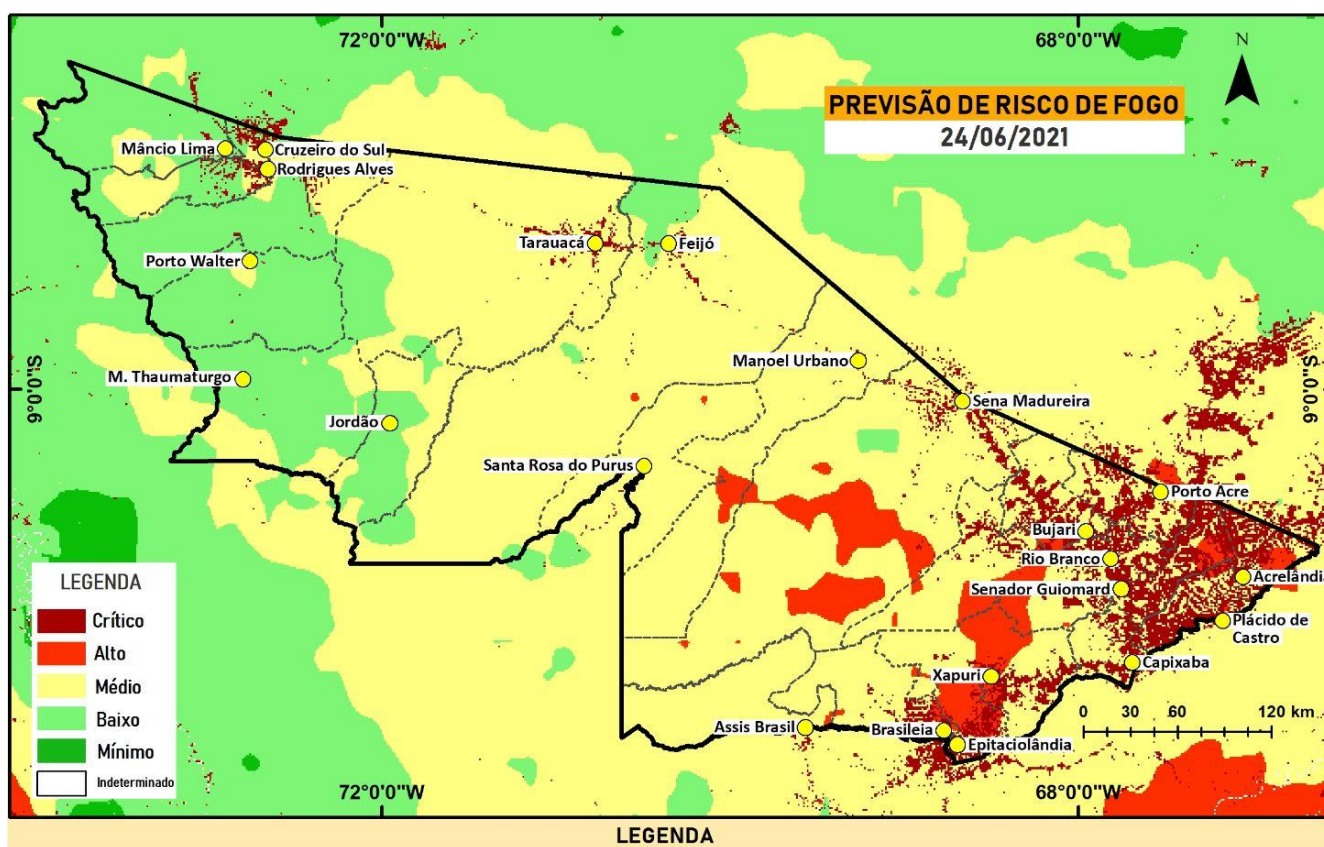 72°0'0"W
68°0'0"W
N
PREVISÃO DE RISCO DE FOGO
24/06/2021
Mâncio Lima
Cruzeiro do Sul
Rodrigues Alves
Tarauacá
Feijó
Porto Walter
Manoel Urbano
M. Thaumaturgo
9°0'0"S
9°0'0"S
Sena Madureira
Jordão
Santa Rosa do Purus
Porto Acre
Bujari
Rio Branco
Acrelândia
Senador Guiomard
Plácido de
Castro
Capixaba
Xapuri
Assis Brasil
Brasileia
Epitaciolândia
0 30 60 120 km
LEGENDA
Crítico
Alto
Médio
Baixo
Mínimo
Indeterminado
72°0'0"W
68°0'0"W
LEGENDA